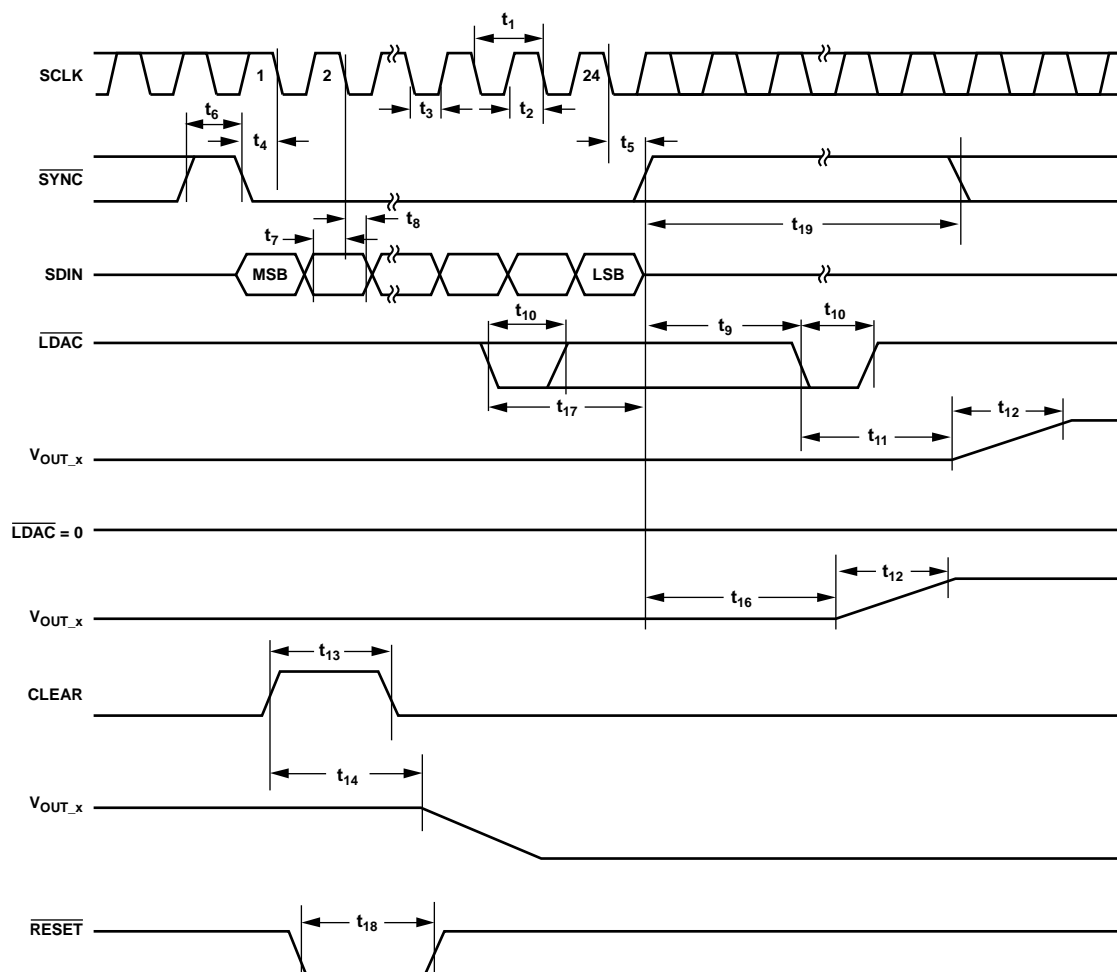 t1
SCLK
1
2
24
t3
t2
t6
t4
t5
SYNC
t8
t19
t7
SDIN
MSB
LSB
t10
t9
t10
LDAC
t17
t12
t11
VOUT_x
LDAC = 0
t12
t16
VOUT_x
t13
CLEAR
t14
VOUT_x
t18
RESET